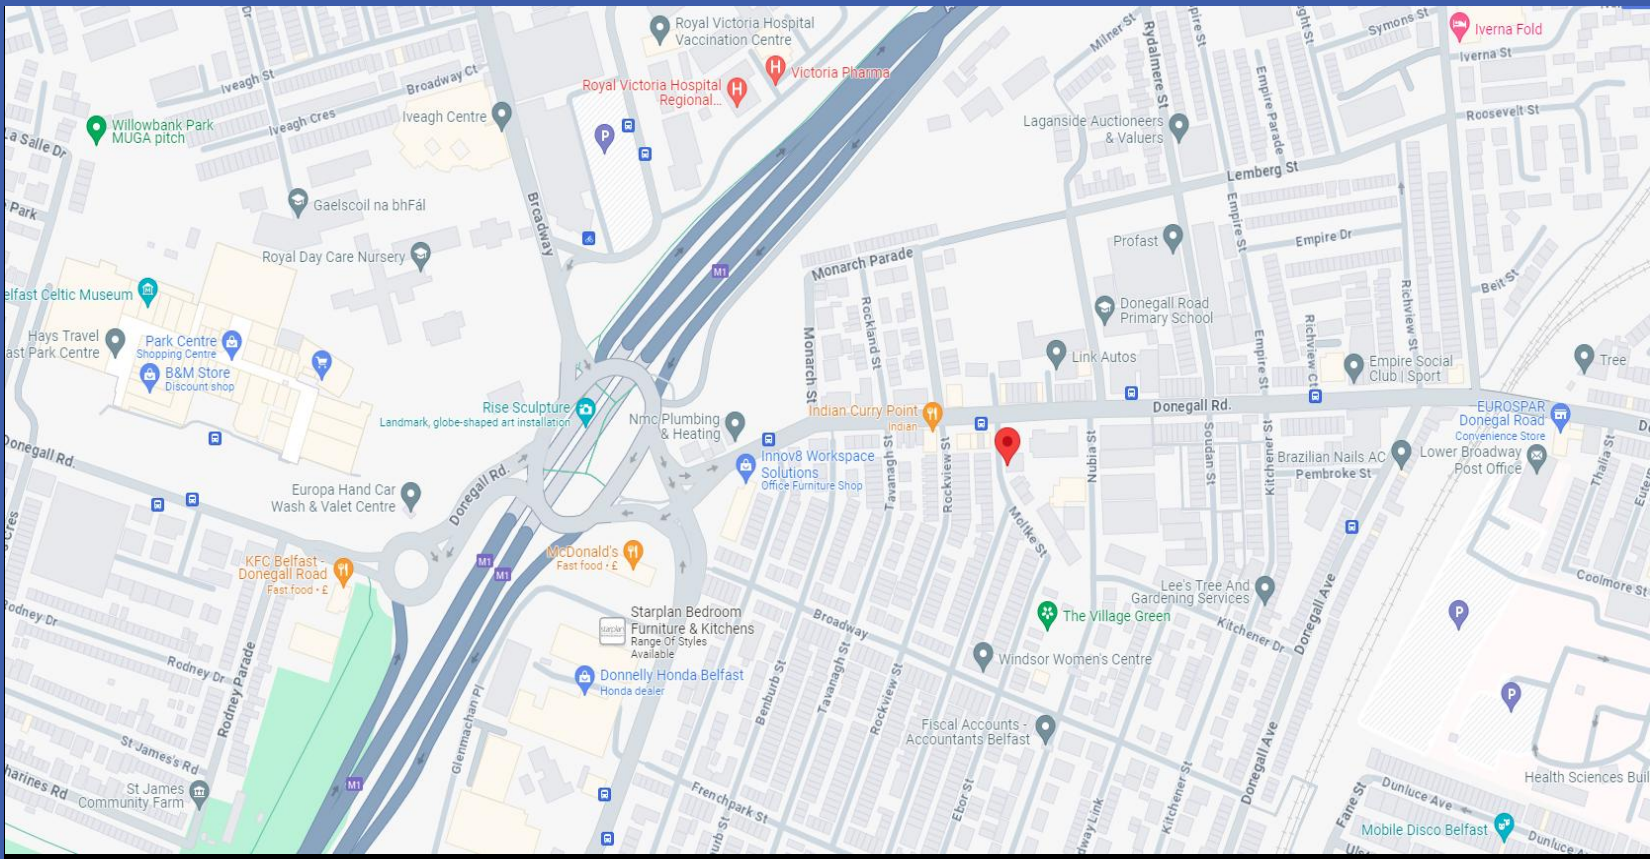 Royal Victoria Hospital
Vaccination Centre
Victoria Pharma
Royal Victoria Hospital
Regional...
Iverna Fold
Iverna St
Symons St
Milner St
Rydalmere St
Empire Parade
Roosevelt St
Iveagh St
Broadway Ct
Iveagh Cres
Iveagh Centre
Willowbank Park
MUGA pitch
La Salle Dr
Park
P
Laganside Auctioneers
& Valuers
Lemberg St
Gaelscoil na bhFál
Broadway
Royal Day Care Nursery
M1
Monarch Parade
Profast
Empire St
Empire Dr
Beit St
elfast Celtic Museum
Hays Travel
ast Park Centre
Park Centre
Shopping Centre
B&M Store
Discount shop
Rockland St
Monarch St
Donegall Road
Primary School
Link Autos
Empire St
Richview Ct
Richview St
Empire Social
Club | Sport
Tree
Rise Sculpture
Landmark, globe-shaped art installation
Nmc Plumbing
& Heating
Indian Curry Point
Indian
Donegall Rd.
EUROSPAR
Donegal Road
Convenience Store
Donegall Rd.
Donegall Rd.
Innov8 Workspace
Solutions
Office Furniture Shop
Tavanagh St
Rockview St
Nubia St
Soudan St
Kitchener St
Brazilian Nails AC
Pembroke St
Lower Broadway
Post Office
Thalia St
Europa Hand Car
Wash & Valet Centre
Moltke St
M1
M1
McDonald's
Fast food · £
KFC Belfast -
Donegall Road
Fast food · £
Lee's Tree And
Gardening Services
Coolmore St
Donegall Ave
P
Starplan Bedroom
Furniture & Kitchens
Range Of Styles
Available
starplan
Broadway
The Village Green
Kitchener Dr
Rodney Dr
Rodney Dr
Rodney Parade
Windsor Women's Centre
Donnelly Honda Belfast
Honda dealer
Benburb St
Tavanagh St
Rockview St
P
Glenmachan Pl
Fiscal Accounts -
Accountants Belfast
St James's Rd
Donegall Ave
Health Sciences Buil
St James
Community Farm
M1
Frenchpark St
Ebor St
Kitchener St
Fane St
Dunluce Ave
Mobile Disco Belfast